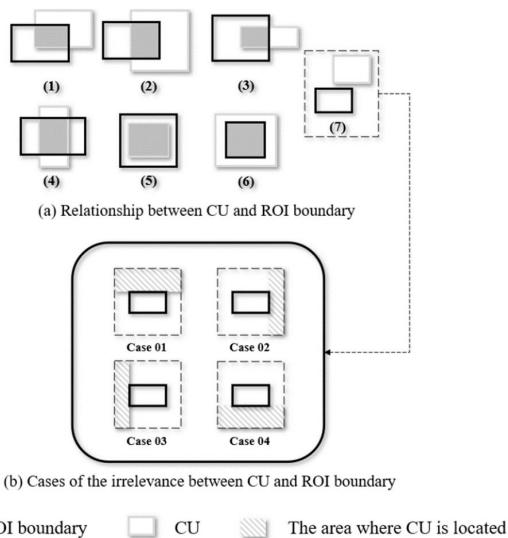 (1) (2) (3)
(7)
(4) (5) (6)
(a) Relationship between CU and ROI boundary
Case 01 Case 02
Case 03 Case 04
(b) Cases of the irrelevance between CU and ROI boundary
OI boundary CU The area where CU is located